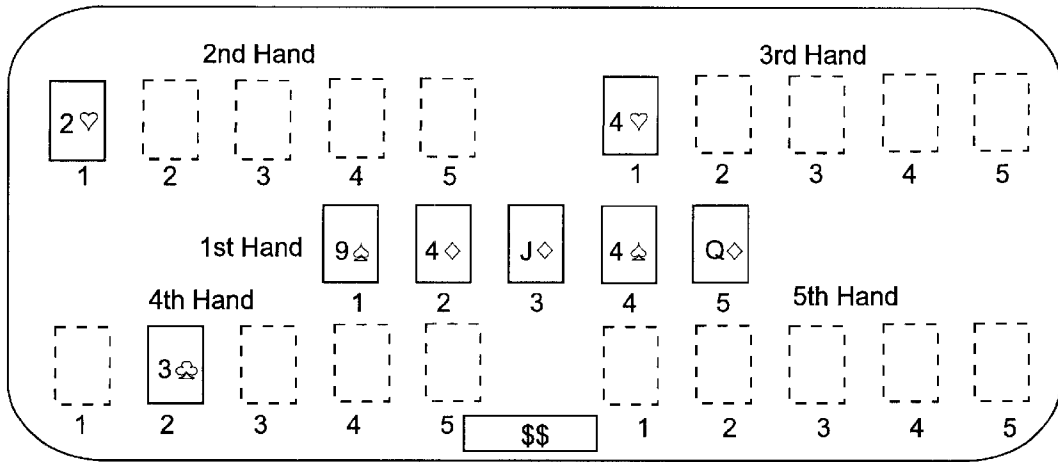 2nd Hand 3rd Hand
2♡ 4♡
1 2 3 4 5 1 2 3 4 5
1st Hand 9♤ 4♢ J♢ 4♤ Q♢
1 2 3 4 5
4th Hand 5th Hand
3♧
1 2 3 4 5 1 2 3 4 5
$$